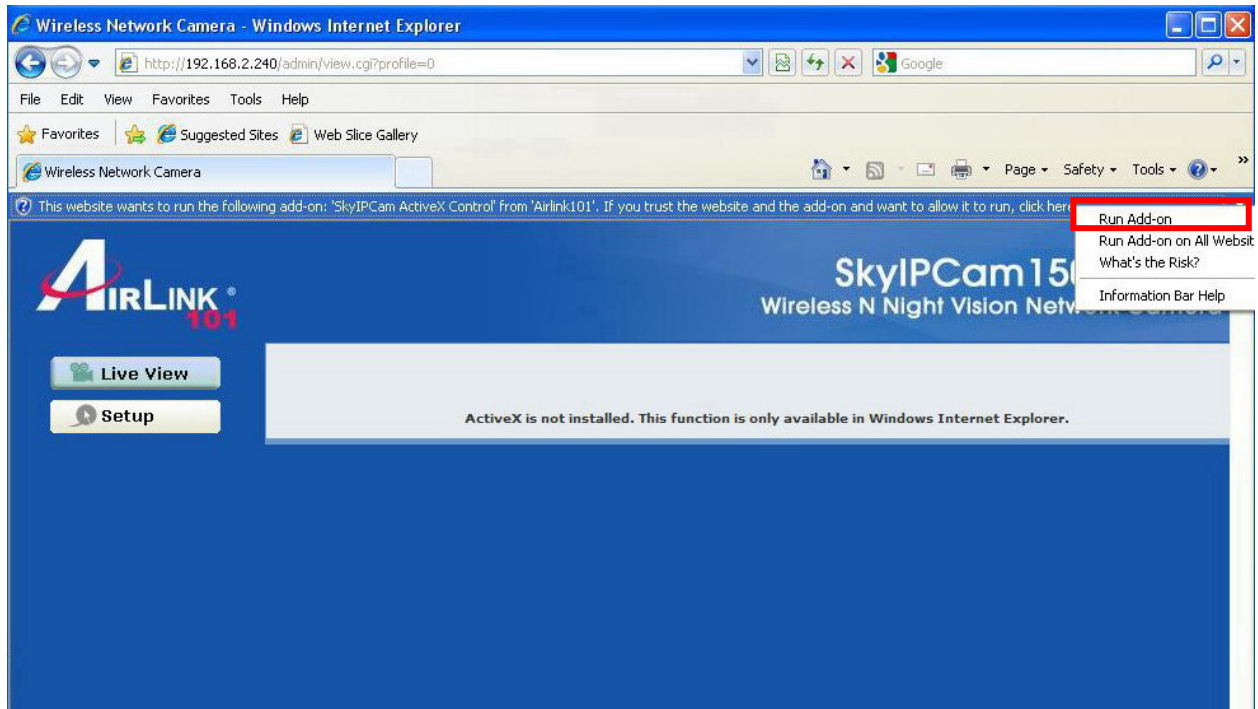 Wireless Network Camera - Windows Internet Explorer
http://192.168.2.240/admin/view.cgi?profile=0
Google
File Edit View Favorites Tools Help
Favorites Suggested Sites Web Slice Gallery
Wireless Network Camera
Page Safety Tools
This website wants to run the following add-on: 'SkyIPCam ActiveX Control' from 'Airlink101'. If you trust the website and the add-on and want to allow it to run, click here
Run Add-on
Run Add-on on All Websit
What's the Risk?
Information Bar Help
AIRLINK ®
101
SkyIPCam15
Wireless N Night Vision Network Camera
Live View
Setup
ActiveX is not installed. This function is only available in Windows Internet Explorer.